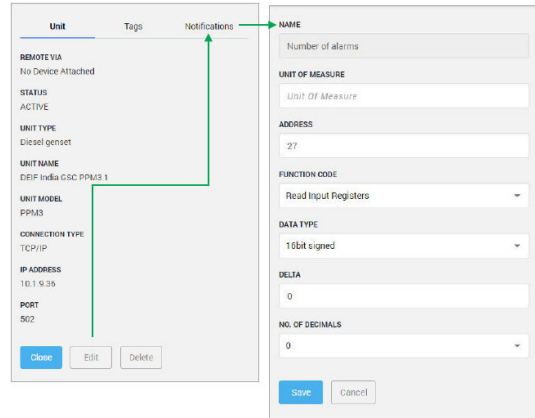 Unit Tags Notifications
REMOTE VIA
No Device Attached
STATUS
ACTIVE
UNIT TYPE
Diesel genset
UNIT NAME
DEIF India GSC PPM3 1
UNIT MODEL
PPM3
CONNECTION TYPE
TCP/IP
IP ADDRESS
10.1.9.36
PORT
502
Close Edit Delete
NAME
Number of alarms
UNIT OF MEASURE
Unit Of Measure
ADDRESS
27
FUNCTION CODE
Read Input Registers
DATA TYPE
16bit signed
DELTA
0
NO. OF DECIMALS
0
Save Cancel